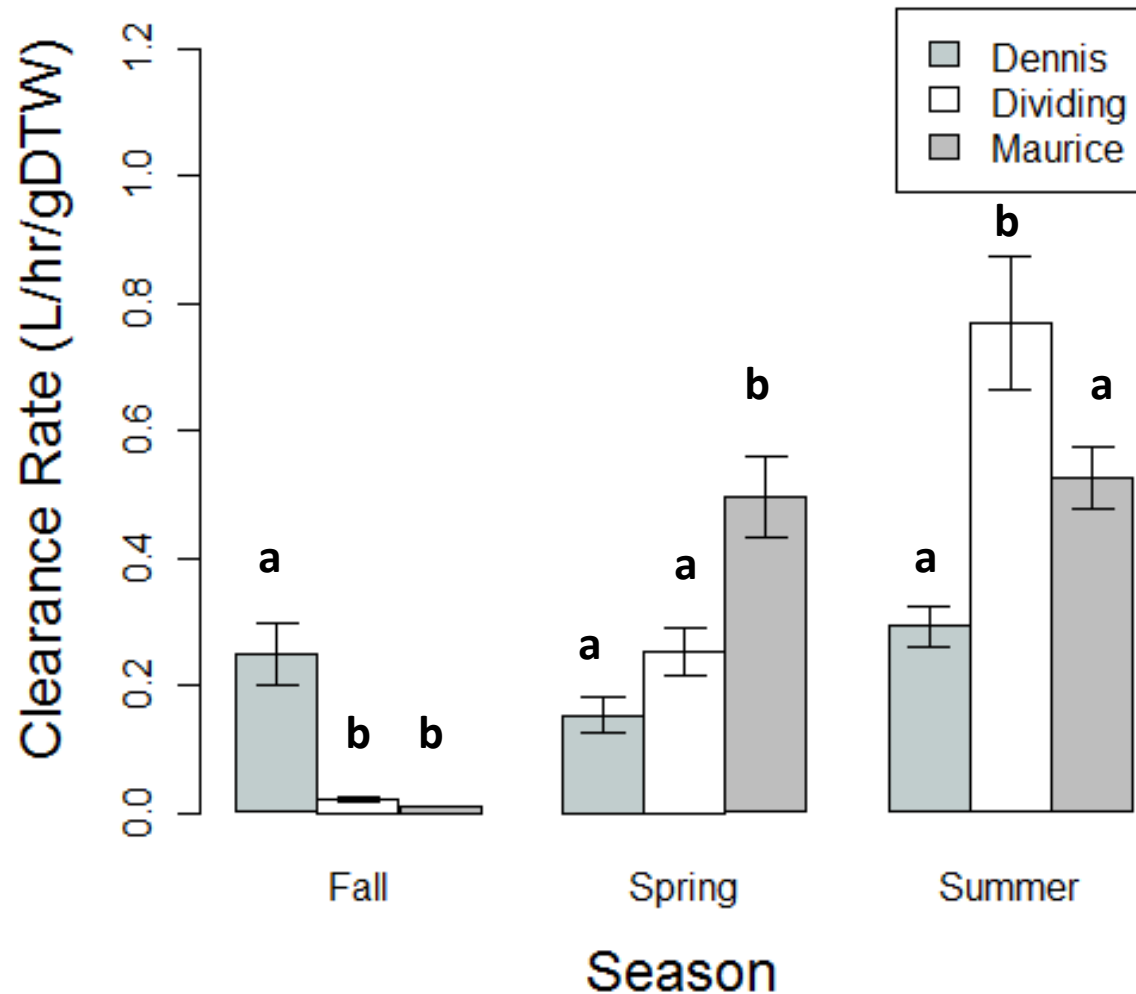 Clearance Rate (L/hr/gDTW)
1.2
1.0
0.8
0.6
0.4
0.2
0.0
Dennis
Dividing
Maurice
a
b
b
a
a
b
a
b
a
Fall
Spring
Summer
Season